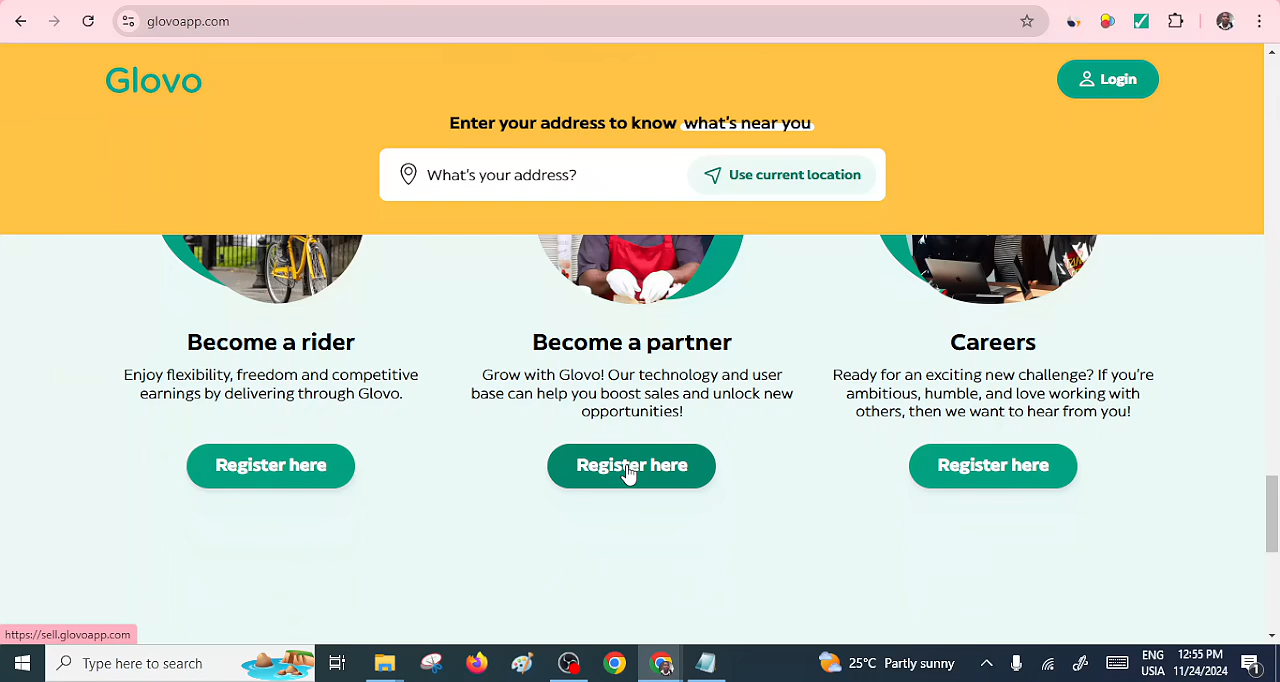 glovoapp.com
Glovo
Login
Enter your address to know what's near you
What's your address?
Use current location
Become a rider
Enjoy flexibility, freedom and competitive
earnings by delivering through Glovo.
Register here
Become a partner
Grow with Glovo! Our technology and user
base can help you boost sales and unlock new
opportunities!
Register here
Careers
Ready for an exciting new challenge? If you're
ambitious, humble, and love working with
others, then we want to hear from you!
Register here
https://sell.glovoapp.com
Type here to search
25°C Partly sunny
ENG
USIA
12:55 PM
11/24/2024
1